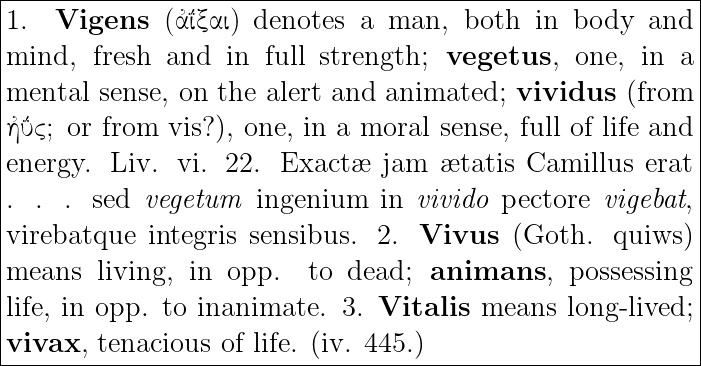 1. Vigens (ἀΐξαι) denotes a man, both in body and
mind, fresh and in full strength; vegetus, one, in a
mental sense, on the alert and animated; vividus (from
ἠΰς; or from vis?), one, in a moral sense, full of life and
energy. Liv. vi. 22. Exactæ jam ætatis Camillus erat
. . . sed vegetum ingenium in vivido pectore vigebat,
virebatque integris sensibus. 2. Vivus (Goth. quiws)
means living, in opp. to dead; animans, possessing
life, in opp. to inanimate. 3. Vitalis means long-lived;
vivax, tenacious of life. (iv. 445.)